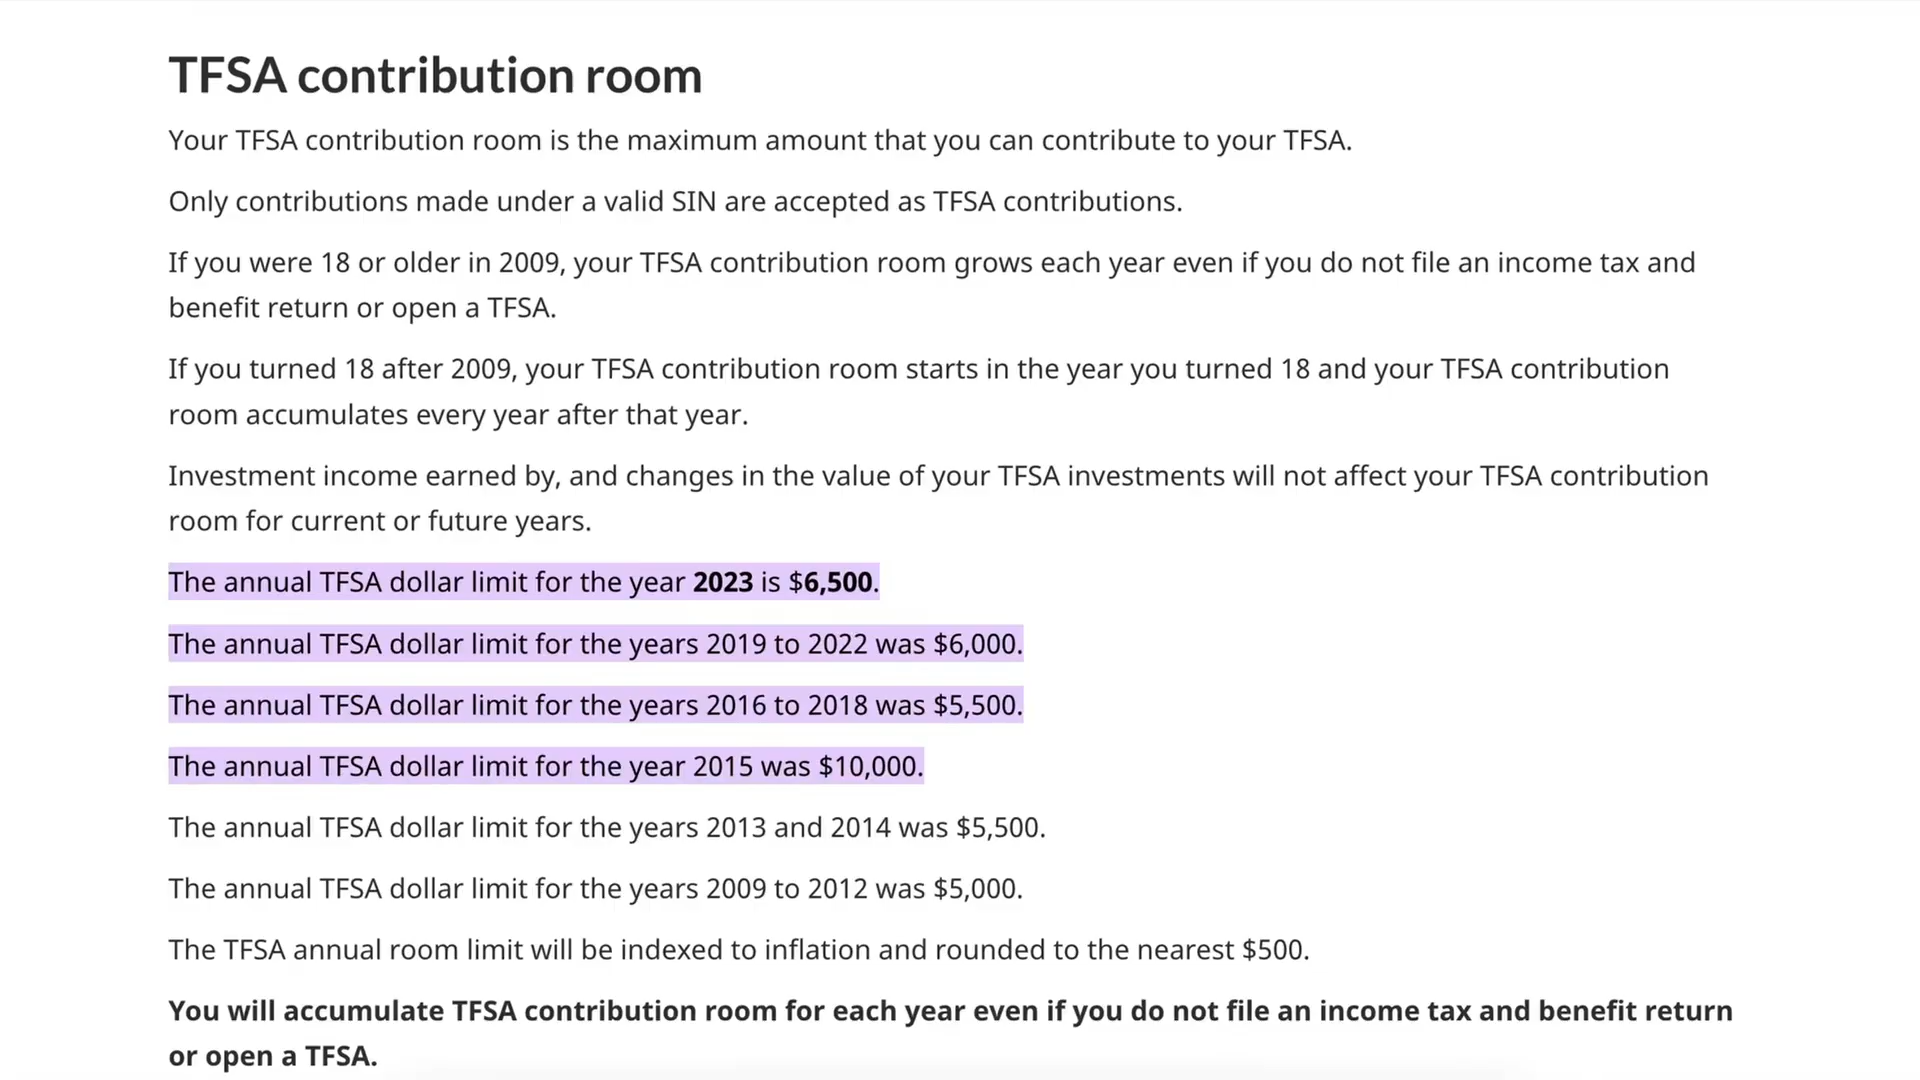 TFSA contribution room
Your TFSA contribution room is the maximum amount that you can contribute to your TFSA.
Only contributions made under a valid SIN are accepted as TFSA contributions.
If you were 18 or older in 2009, your TFSA contribution room grows each year even if you do not file an income tax and
benefit return or open a TFSA.
If you turned 18 after 2009, your TFSA contribution room starts in the year you turned 18 and your TFSA contribution
room accumulates every year after that year.
Investment income earned by, and changes in the value of your TFSA investments will not affect your TFSA contribution
room for current or future years.
The annual TFSA dollar limit for the year 2023 is $6,500.
The annual TFSA dollar limit for the years 2019 to 2022 was $6,000.
The annual TFSA dollar limit for the years 2016 to 2018 was $5,500.
The annual TFSA dollar limit for the year 2015 was $10,000.
The annual TFSA dollar limit for the years 2013 and 2014 was $5,500.
The annual TFSA dollar limit for the years 2009 to 2012 was $5,000.
The TFSA annual room limit will be indexed to inflation and rounded to the nearest $500.
You will accumulate TFSA contribution room for each year even if you do not file an income tax and benefit return
or open a TFSA.